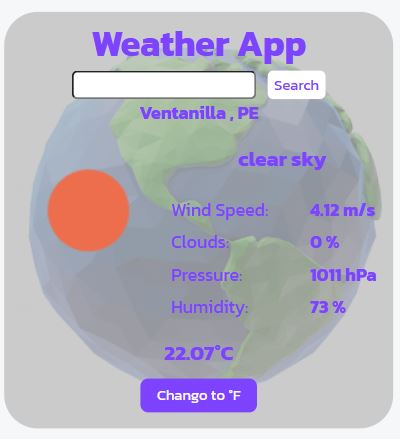 Weather App
Search
Ventanilla , PE
clear sky
Wind Speed: 4.12 m/s
Clouds: 0 %
Pressure: 1011 hPa
Humidity: 73 %
22.07°C
Chango to °F